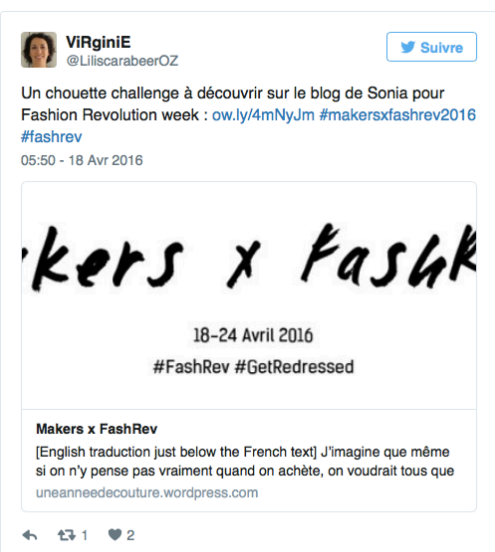 ViRginiE
@LiliscarabeerOZ
Suivre
Un chouette challenge à découvrir sur le blog de Sonia pour
Fashion Revolution week : ow.ly/4mNyJm #makersxfashrev2016
#fashrev
05:50 - 18 Avr 2016
kers x Fash
18-24 Avril 2016
#FashRev #GetRedressed
Makers x FashRev
[English traduction just below the French text] J'imagine que même
si on n'y pense pas vraiment quand on achète, on voudrait tous que
uneanneedecouture.wordpress.com
1
2